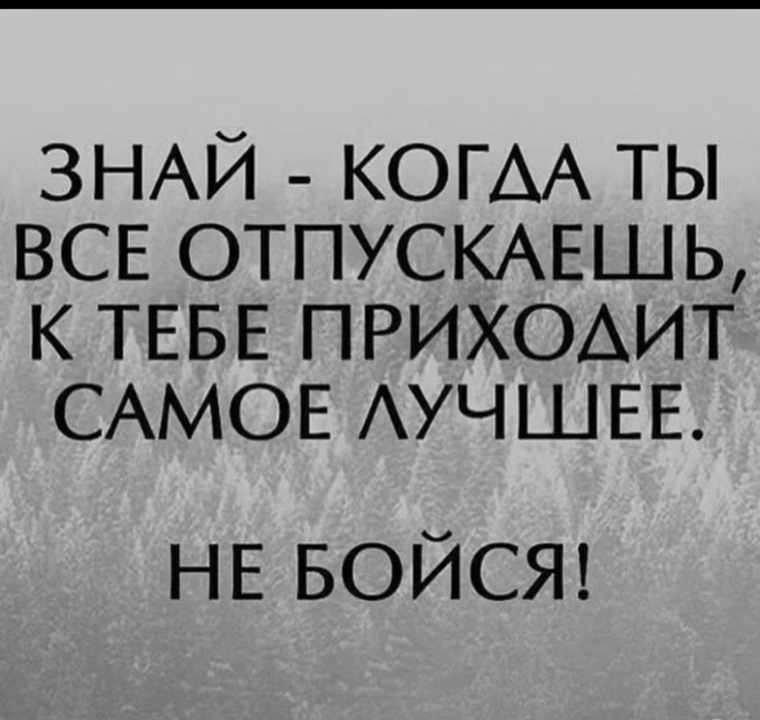 ЗНАЙ - КОГДА ТЫ
ВСЕ ОТПУСКАЕШЬ,
К ТЕБЕ ПРИХОДИТ
САМОЕ ЛУЧШЕЕ.
НЕ БОЙСЯ!